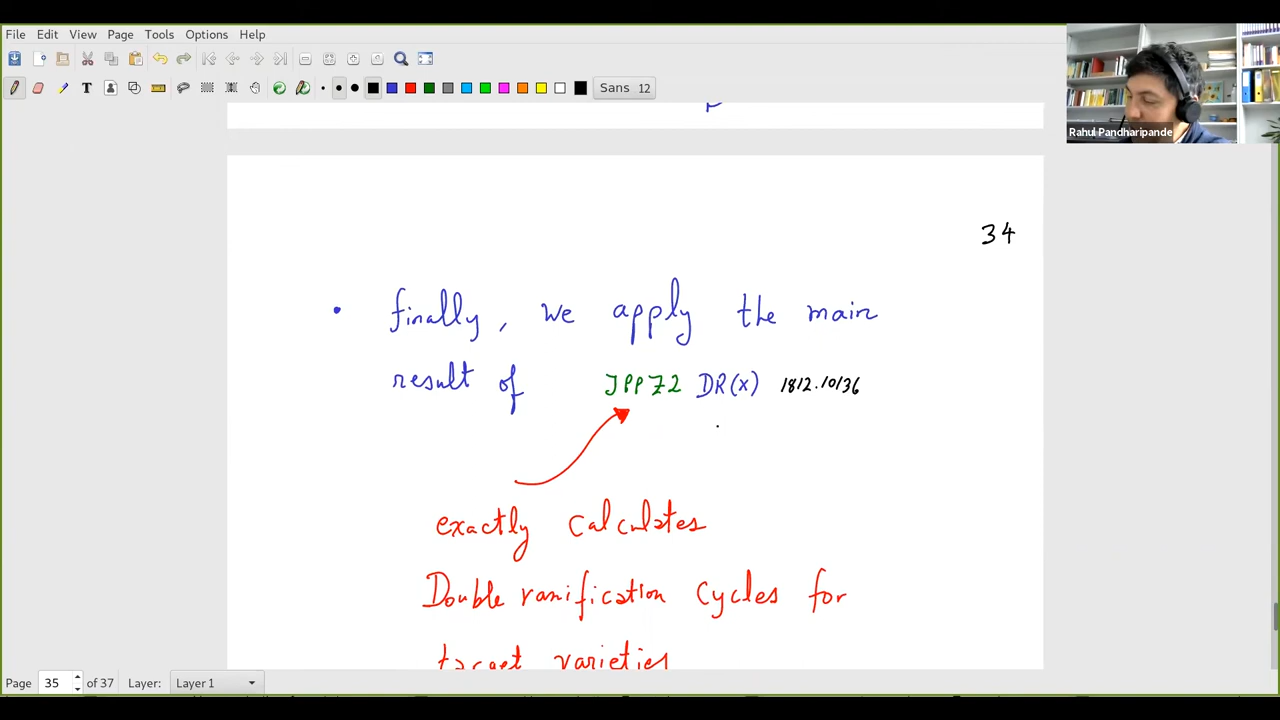 File Edit View Page Tools Options Help
Sans 12
Rahul Pandharipande
34
• finally, we apply the main
result of JPPZ2 DR(X) 1812.10136
exactly calculates
Double ramification Cycles for
target varieties
Page 35 of 37 Layer: Layer 1